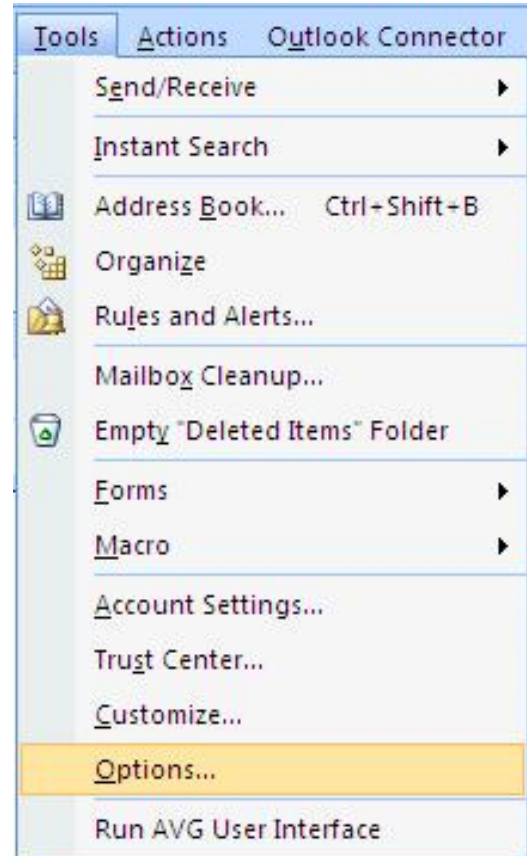 Tools Actions Outlook Connector
Send/Receive
Instant Search
Address Book... Ctrl+Shift+B
Organize
Rules and Alerts...
Mailbox Cleanup...
Empty "Deleted Items" Folder
Forms
Macro
Account Settings...
Trust Center...
Customize...
Options...
Run AVG User Interface